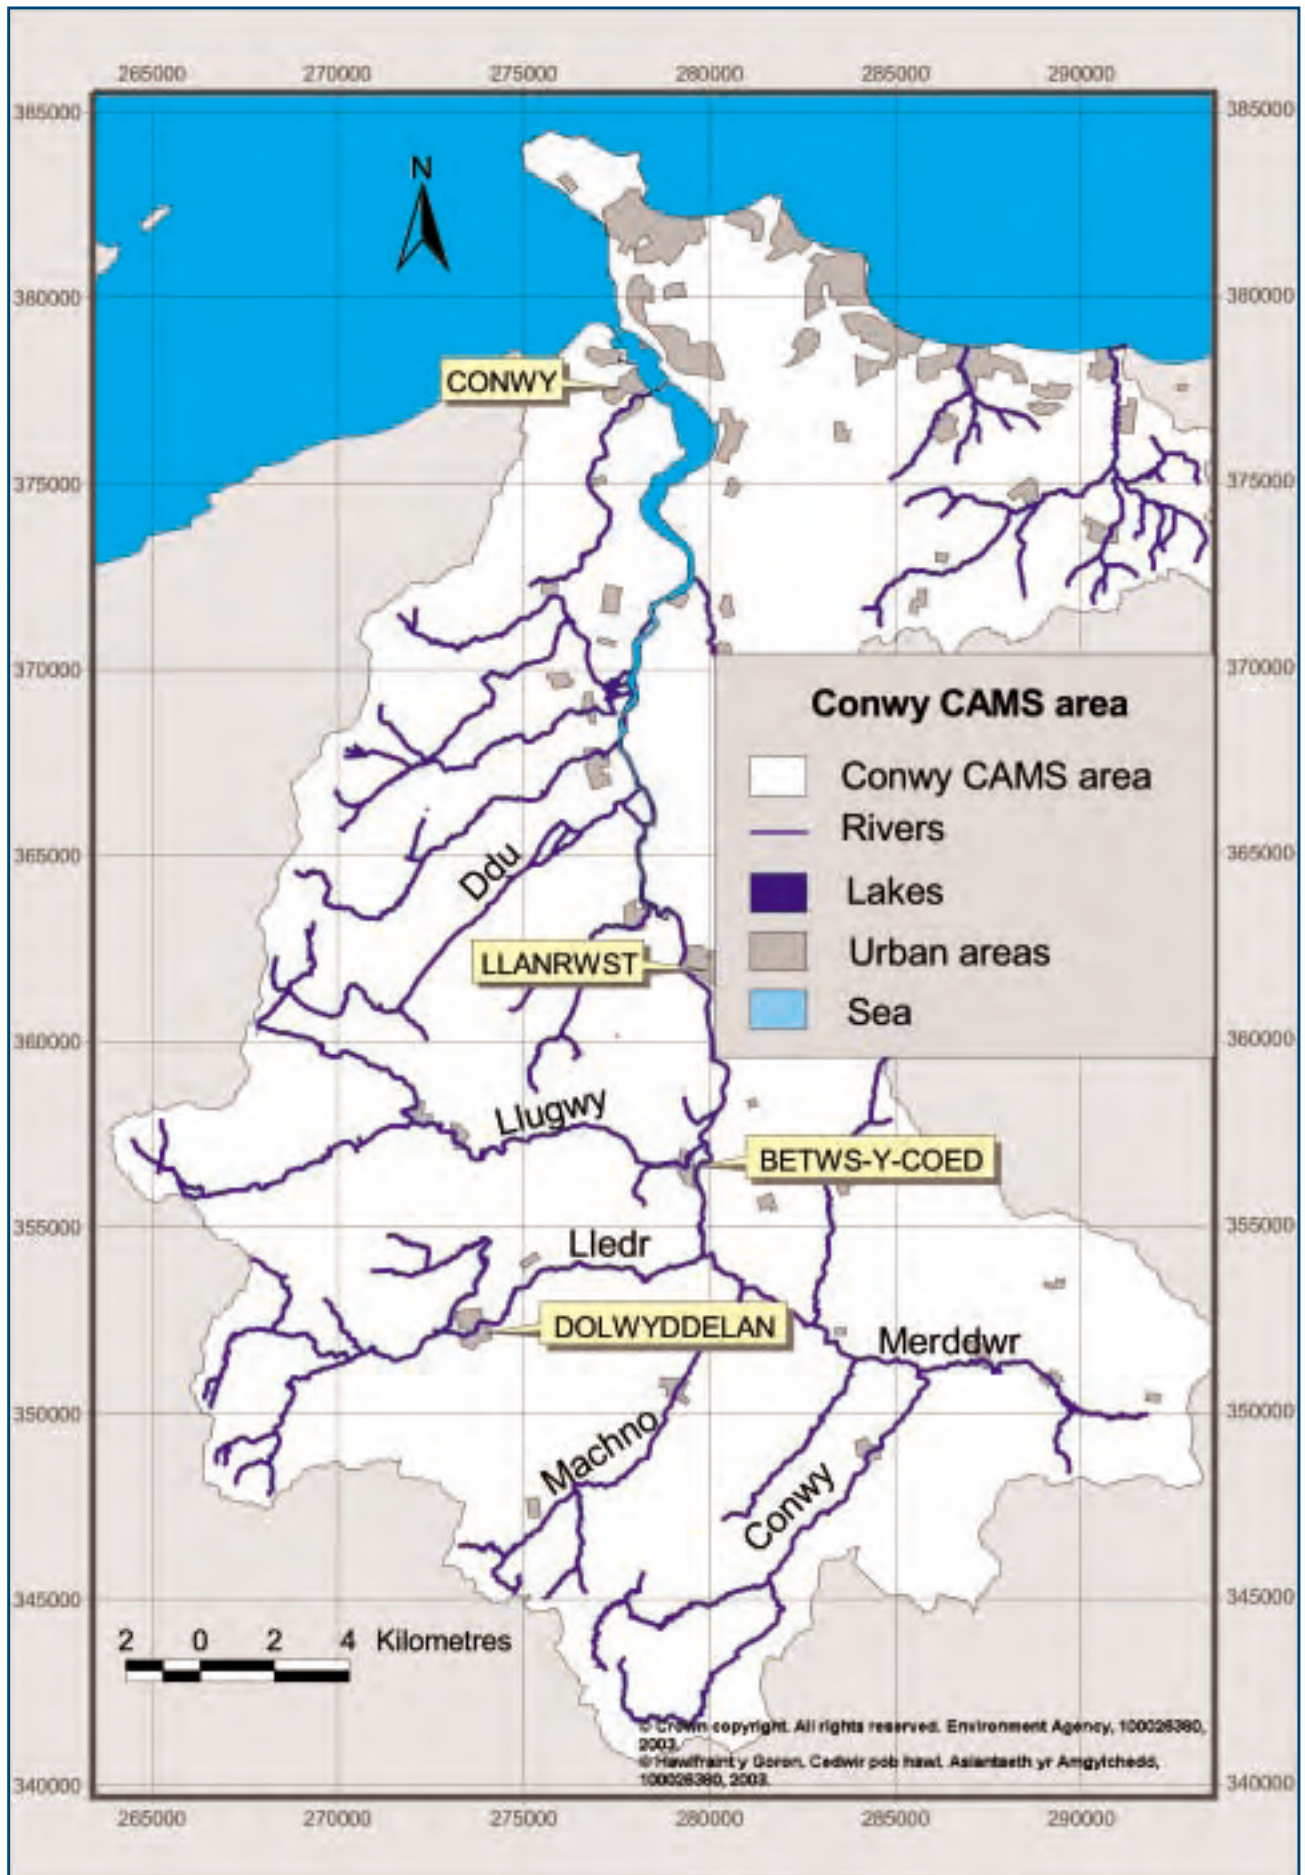 265000 270000 275000 280000 285000 290000
385000 385000
N
380000 380000
CONWY
375000 375000
370000 370000
Conwy CAMS area
Conwy CAMS area
Rivers
365000 365000
Ddu
Lakes
Urban areas
LLANRWST
Sea
360000 360000
Llugwy
BETWS-Y-COED
355000 355000
Lledr
DOLWYDDELAN
Merddwr
350000 350000
Machno
Conwy
345000 345000
2 0 2 4 Kilometres
© Crown copyright. All rights reserved. Environment Agency, 100026380,
2003.
© Hawlfraint y Goron. Cedwir pob hawl. Asiantaeth yr Amgylchedd,
100026380, 2003.
340000 340000
265000 270000 275000 280000 285000 290000